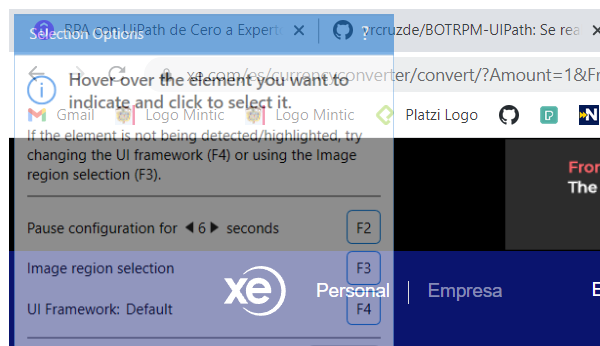 RPA con UiPath de Cero a Expert
rcruzde/BOTRPM-UIPath: Se rea
Selection Options
?
xe.com/es/currencyconverter/convert/?Amount=1&Fr
Hover over the element you want to
indicate and click to select it.
Gmail
Logo Mintic
Logo Mintic
Platzi Logo
If the element is not being detected/highlighted, try
changing the UI framework (F4) or using the Image
region selection (F3).
From
The
Pause configuration for 6 seconds
F2
Image region selection
F3
UI Framework: Default
F4
xe
Personal
Empresa